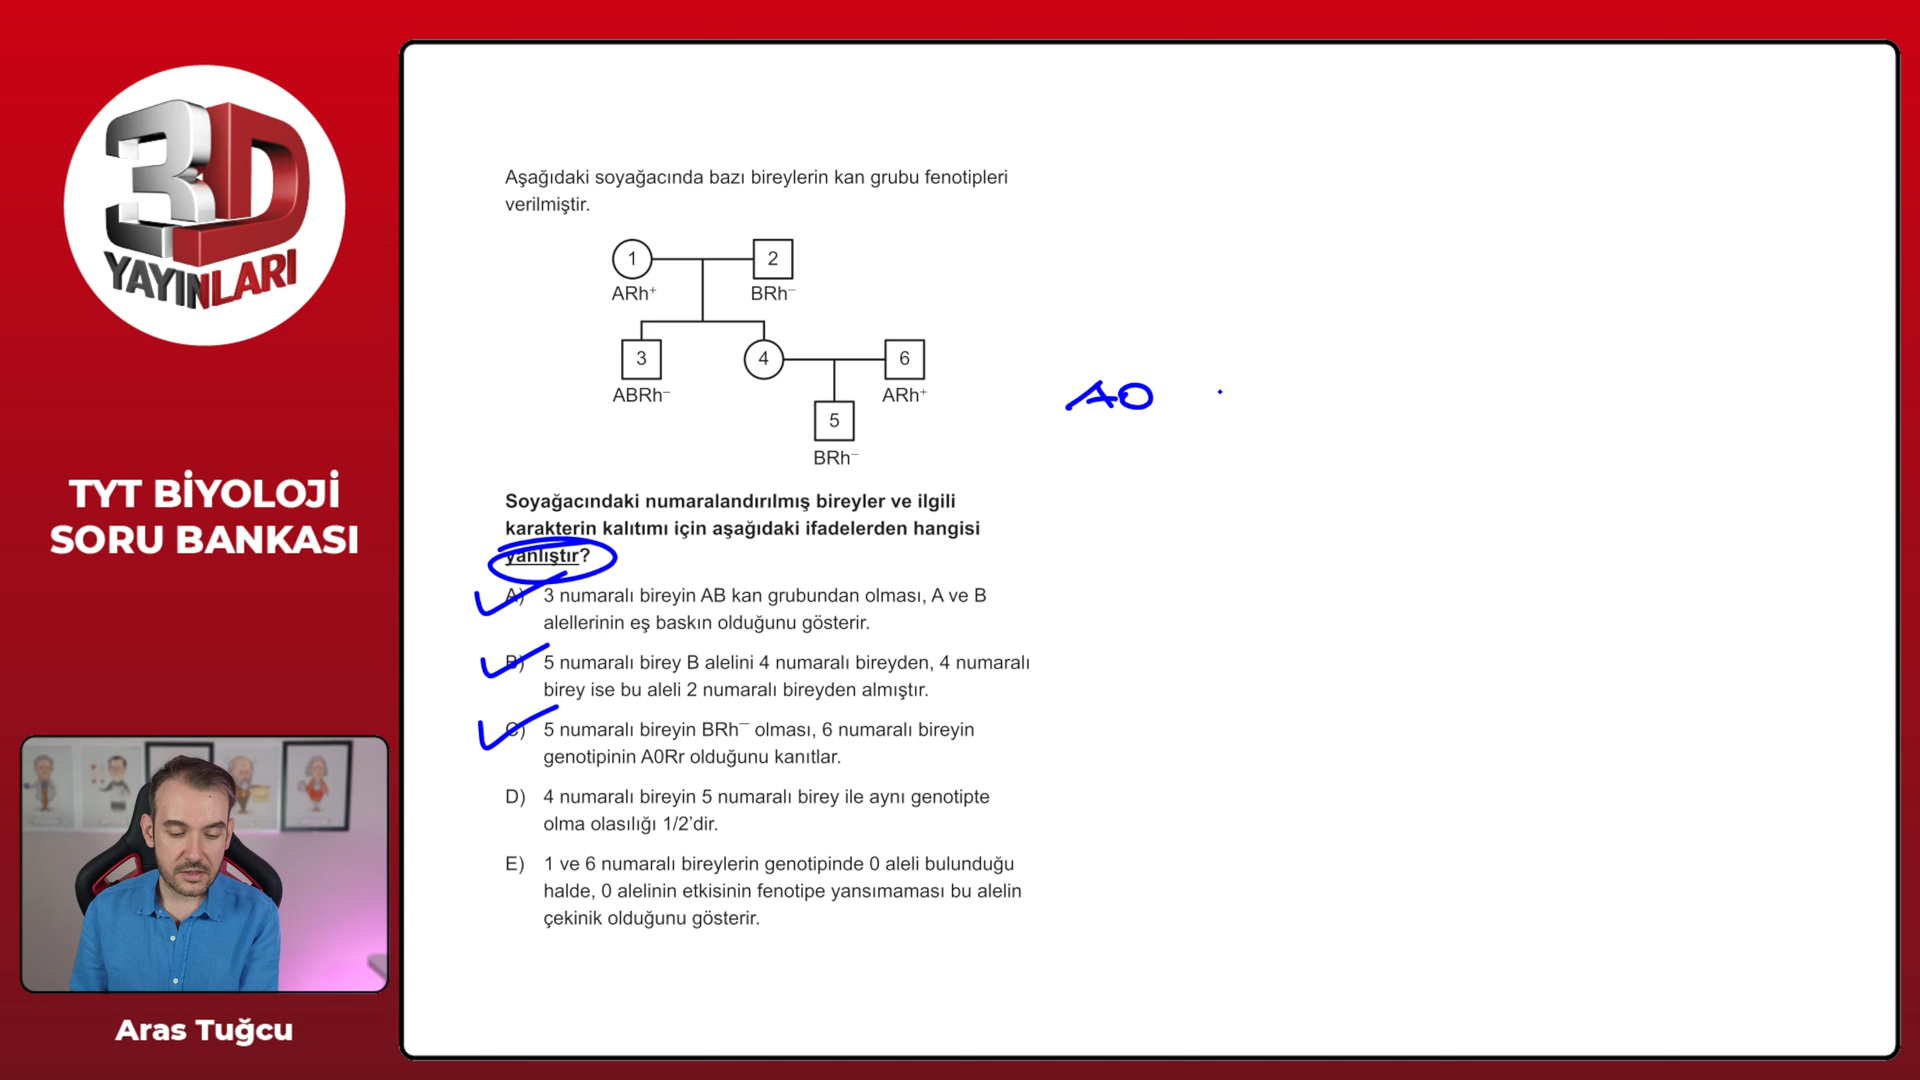 3D
YAYINLARI
TYT BİYOLOJİ
SORU BANKASI
Aras Tuğcu
Aşağıdaki soyağacında bazı bireylerin kan grubu fenotipleri
verilmiştir.
1
2
ARh⁺
BRh⁻
3
4
6
ABRh⁻
ARh⁺
5
BRh⁻
AO
Soyağacındaki numaralandırılmış bireyler ve ilgili
karakterin kalıtımı için aşağıdaki ifadelerden hangisi
yanlıştır?
A) 3 numaralı bireyin AB kan grubundan olması, A ve B
alellerinin eş baskın olduğunu gösterir.
B) 5 numaralı birey B alelini 4 numaralı bireyden, 4 numaralı
birey ise bu aleli 2 numaralı bireyden almıştır.
C) 5 numaralı bireyin BRh⁻ olması, 6 numaralı bireyin
genotipinin A0Rr olduğunu kanıtlar.
D) 4 numaralı bireyin 5 numaralı birey ile aynı genotipte
olma olasılığı 1/2'dir.
E) 1 ve 6 numaralı bireylerin genotipinde 0 aleli bulunduğu
halde, 0 alelinin etkisinin fenotipe yansımaması bu alelin
çekinik olduğunu gösterir.